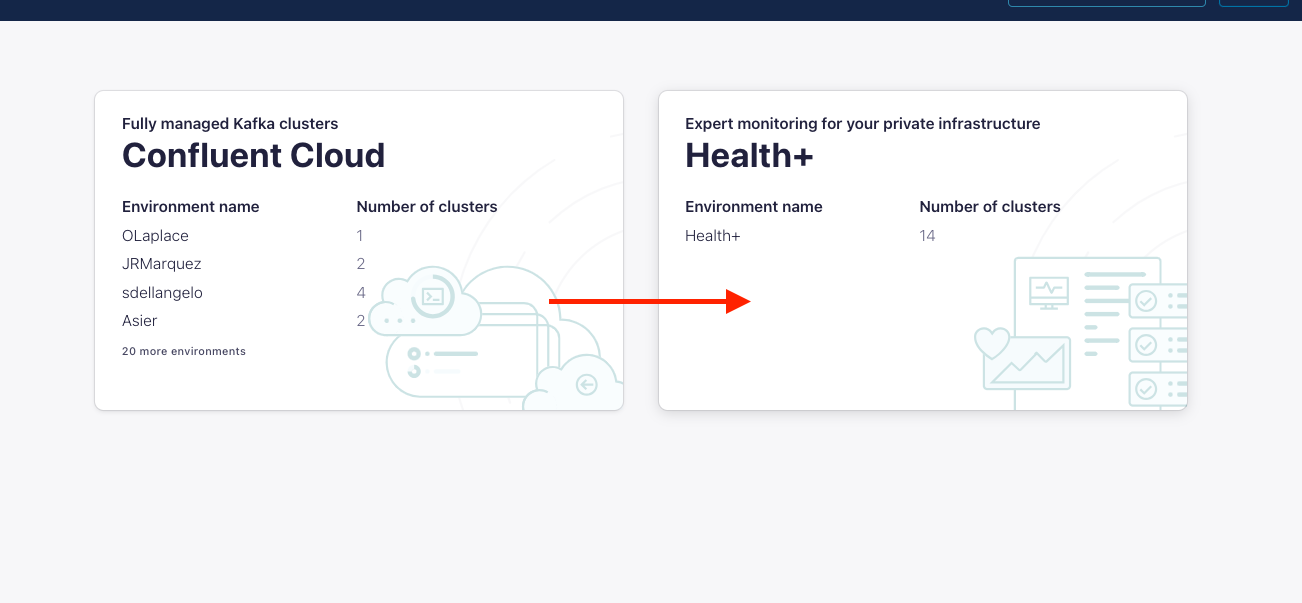 Fully managed Kafka clusters
Confluent Cloud
Environment name Number of clusters
OLaplace 1
JRMarquez 2
sdellangelo 4
Asier 2
20 more environments
Expert monitoring for your private infrastructure
Health+
Environment name Number of clusters
Health+ 14